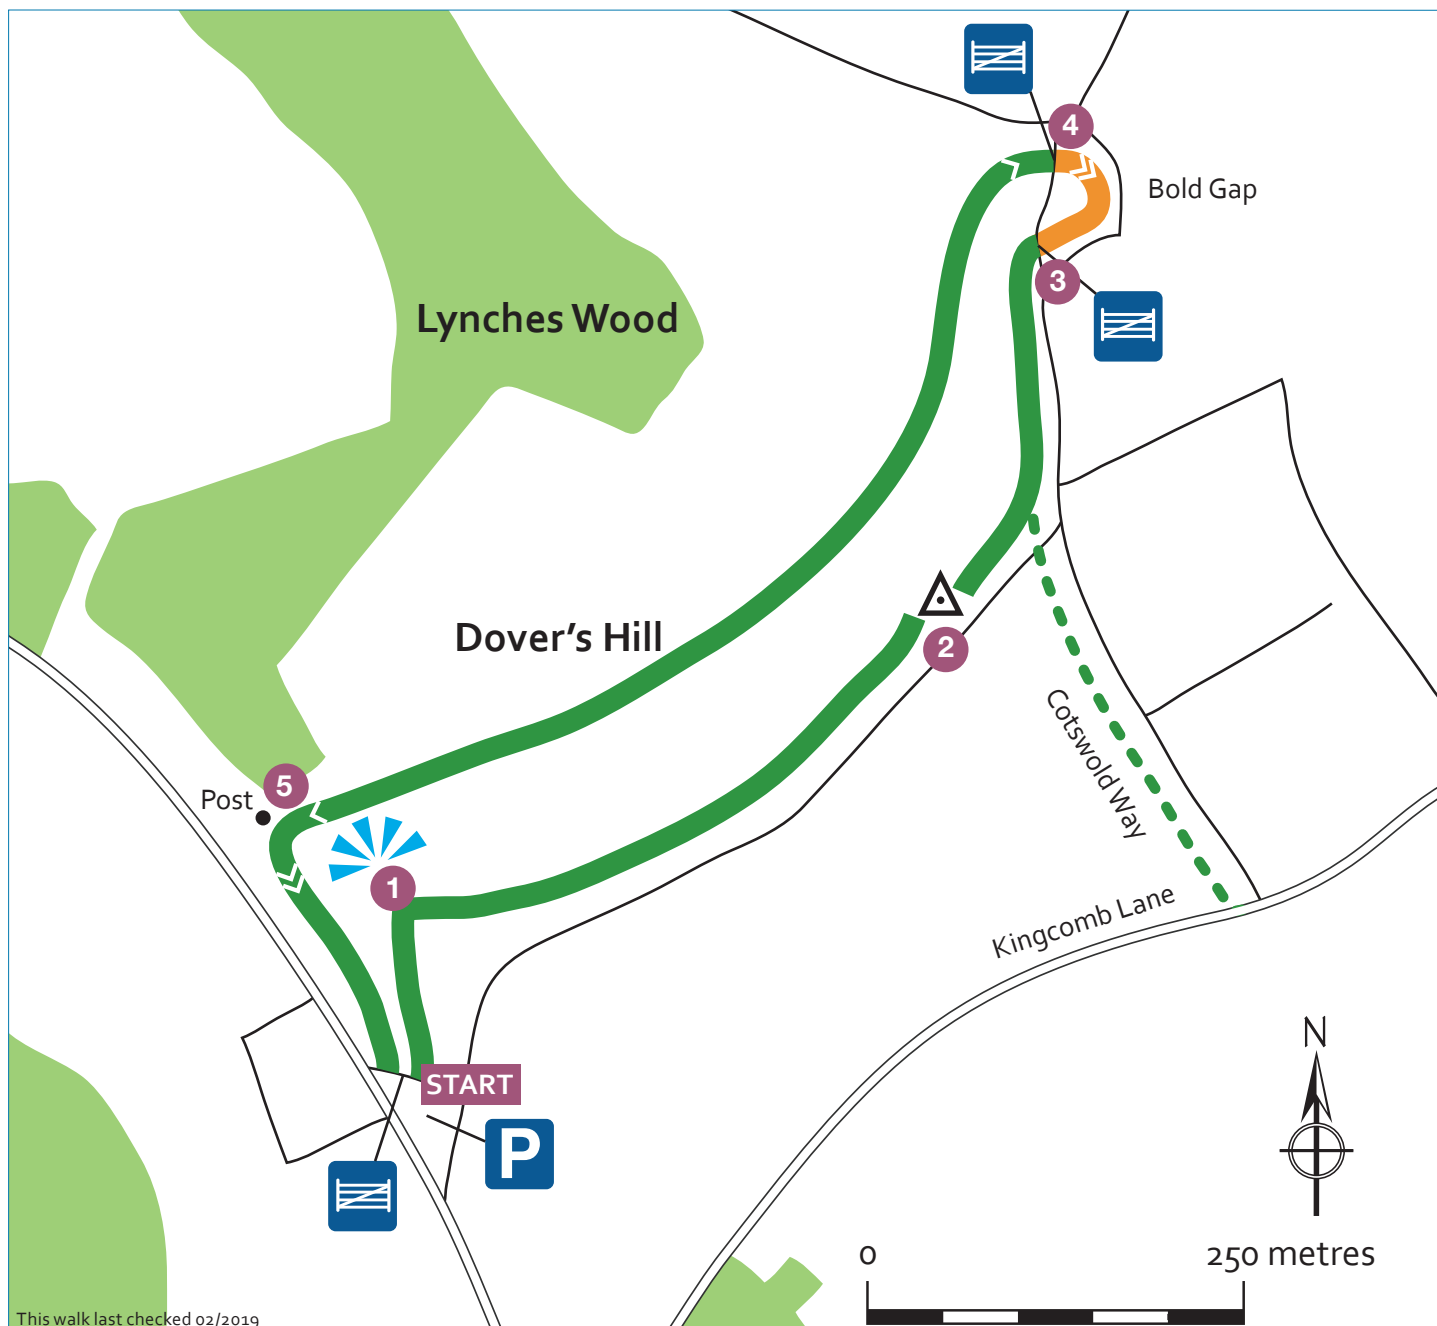 4
Bold Gap
3
Lynches Wood
Dover's Hill
2
Cotswold Way
5
Post
1
Kingcomb Lane
START
P
N
0
250 metres
This walk last checked 02/2019